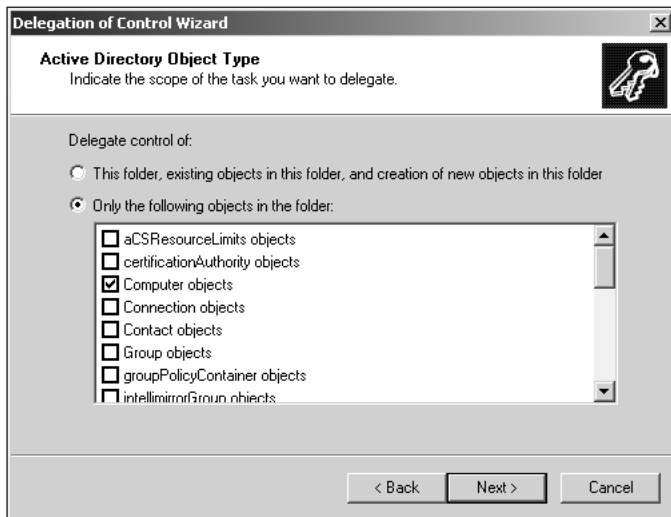 Delegation of Control Wizard
Active Directory Object Type
Indicate the scope of the task you want to delegate.
Delegate control of:
This folder, existing objects in this folder, and creation of new objects in this folder
Only the following objects in the folder:
aCSResourceLimits objects
certificationAuthority objects
Computer objects
Connection objects
Contact objects
Group objects
groupPolicyContainer objects
intellimirrorGroup objects
< Back
Next >
Cancel